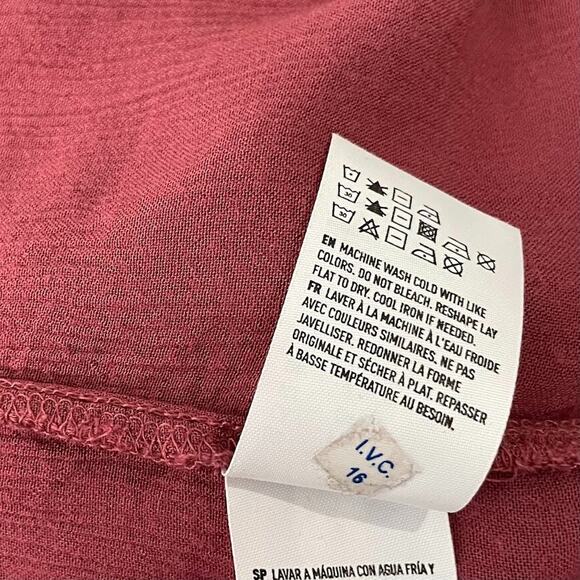 EN MACHINE WASH COLD WITH LIKE
COLORS. DO NOT BLEACH. RESHAPE LAY
FLAT TO DRY. COOL IRON IF NEEDED.
FR LAVER À LA MACHINE À L'EAU FROIDE
AVEC COULEURS SIMILAIRES. NE PAS
JAVELLISER. REDONNER LA FORME
ORIGINALE ET SÉCHER À PLAT. REPASSER
À BASSE TEMPÉRATURE AU BESOIN.
I.V.C.
16
SP LAVAR A MÁQUINA CON AGUA FRÍA Y